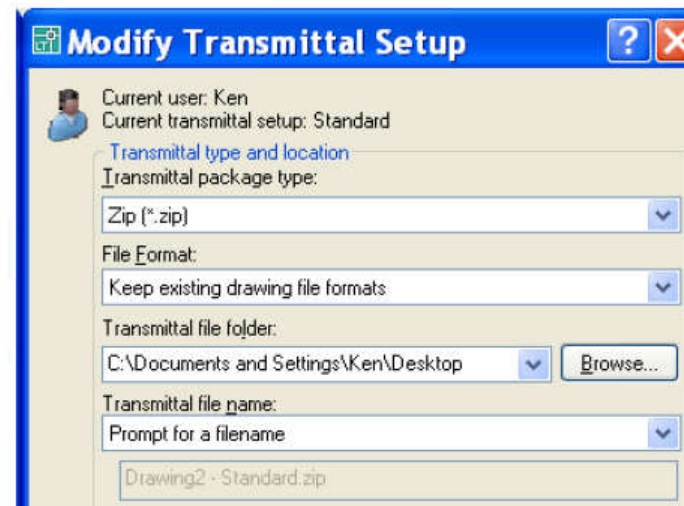 Modify Transmittal Setup
Current user: Ken
Current transmittal setup: Standard
Transmittal type and location
Transmittal package type:
Zip (*.zip)
File Format:
Keep existing drawing file formats
Transmittal file folder:
C:\Documents and Settings\Ken\Desktop
Browse...
Transmittal file name:
Prompt for a filename
Drawing2 - Standard.zip